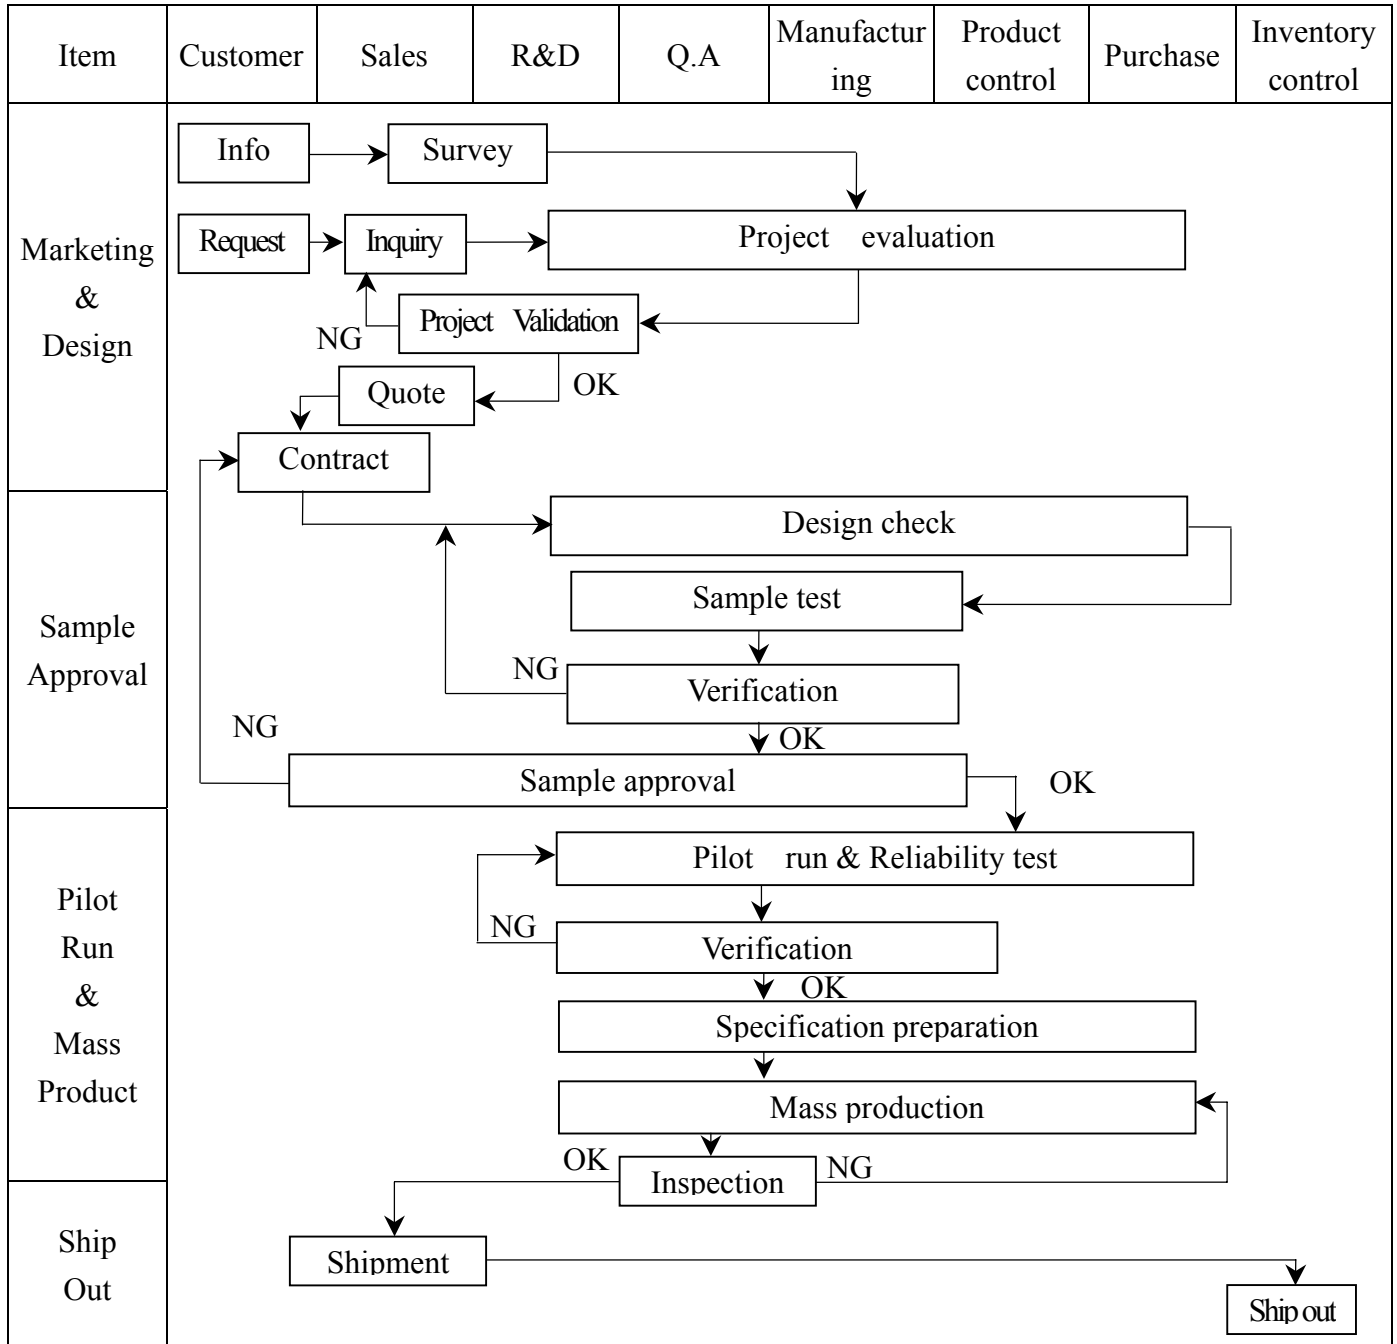 Item
Customer
Sales
R&D
Q.A
Manufactur
ing
Product
control
Purchase
Inventory
control
Marketing
&
Design
Info
Survey
Request
Inquiry
Project evaluation
NG
Project Validation
OK
Quote
Contract
Sample
Approval
Design check
Sample test
NG
Verification
NG
OK
Sample approval
OK
Pilot
Run
&
Mass
Product
Pilot run & Reliability test
NG
Verification
OK
Specification preparation
Mass production
OK
Inspection
NG
Ship
Out
Shipment
Ship out